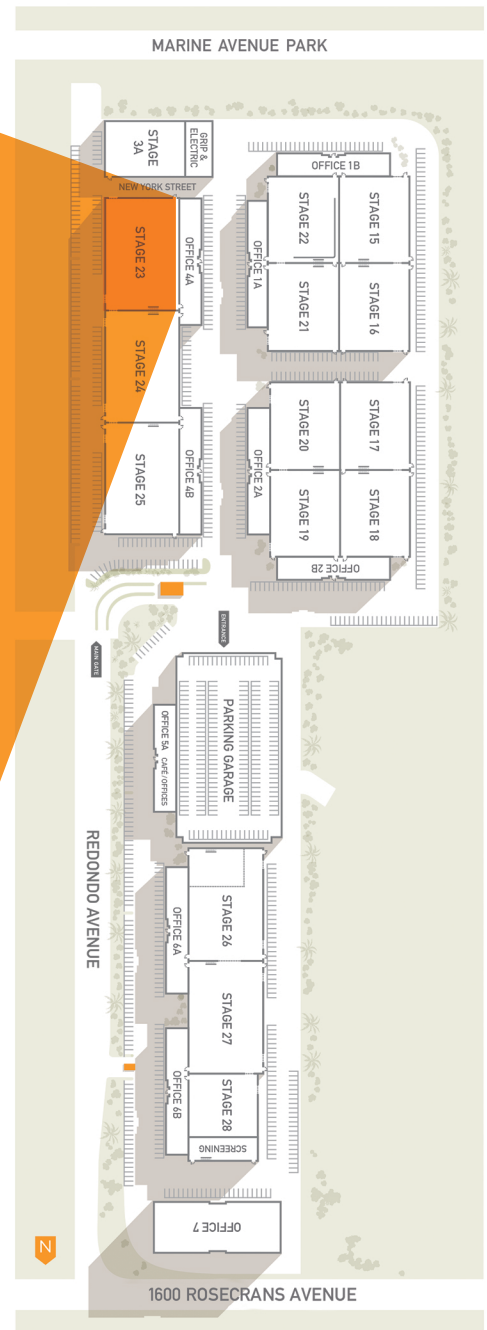 MARINE AVENUE PARK
STAGE
3A
GRIP &
ELECTRIC
NEW YORK STREET
OFFICE 1B
STAGE 23
OFFICE 4A
OFFICE 1A
STAGE 22
STAGE 15
STAGE 21
STAGE 16
STAGE 24
STAGE 25
OFFICE 4B
OFFICE 2A
STAGE 20
STAGE 17
STAGE 19
STAGE 18
OFFICE 2B
ENTRANCE
MAIN GATE
PARKING GARAGE
OFFICE 5A CAFÉ/OFFICES
REDONDO AVENUE
OFFICE 6A
STAGE 26
STAGE 27
OFFICE 6B
STAGE 28
SCREENING
OFFICE 7
N
1600 ROSECRANS AVENUE